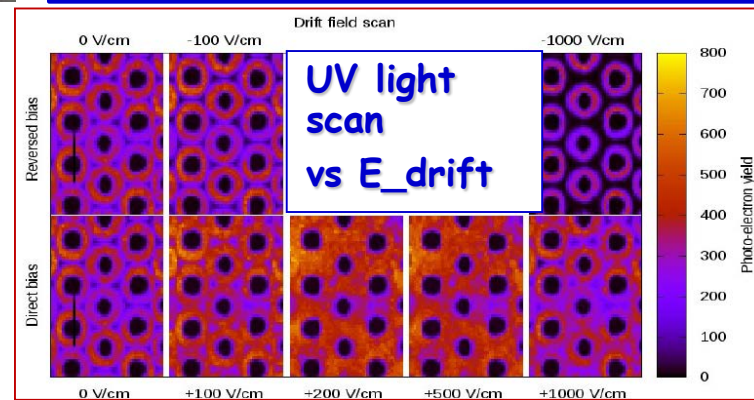 Drift field scan
0 V/cm -100 V/cm -1000 V/cm
Reversed bias
UV light
scan
vs E_drift
Direct bias
0 V/cm +100 V/cm +200 V/cm +500 V/cm +1000 V/cm
800
700
600
500
400
300
200
100
0
Photo-electron yield